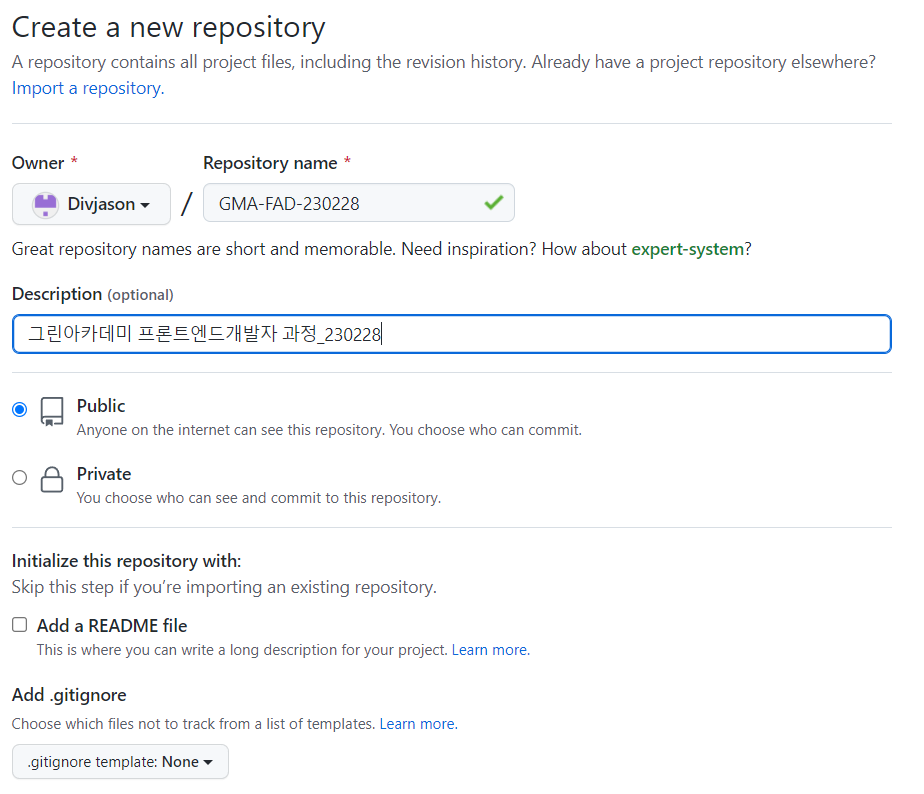 Create a new repository
A repository contains all project files, including the revision history. Already have a project repository elsewhere?
Import a repository.
Owner * Repository name *
Divjason / GMA-FAD-230228
Great repository names are short and memorable. Need inspiration? How about expert-system?
Description (optional)
그린아카데미 프론트엔드개발자 과정_230228
Public
Anyone on the internet can see this repository. You choose who can commit.
Private
You choose who can see and commit to this repository.
Initialize this repository with:
Skip this step if you’re importing an existing repository.
Add a README file
This is where you can write a long description for your project. Learn more.
Add .gitignore
Choose which files not to track from a list of templates. Learn more.
.gitignore template: None